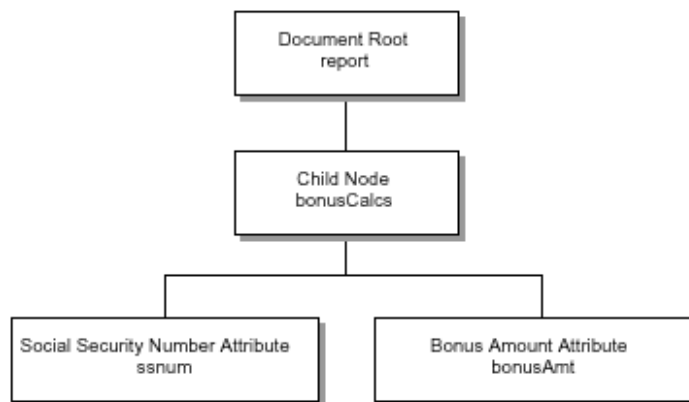 Document Root
report
Child Node
bonusCalcs
Social Security Number Attribute
ssnum
Bonus Amount Attribute
bonusAmt